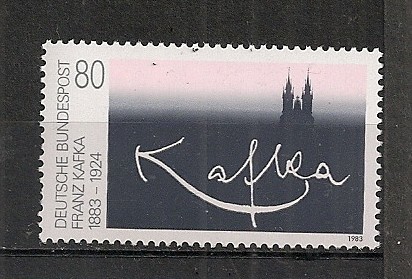 80
DEUTSCHE BUNDESPOST
FRANZ KAFKA
1883 – 1924
Kafka
1983